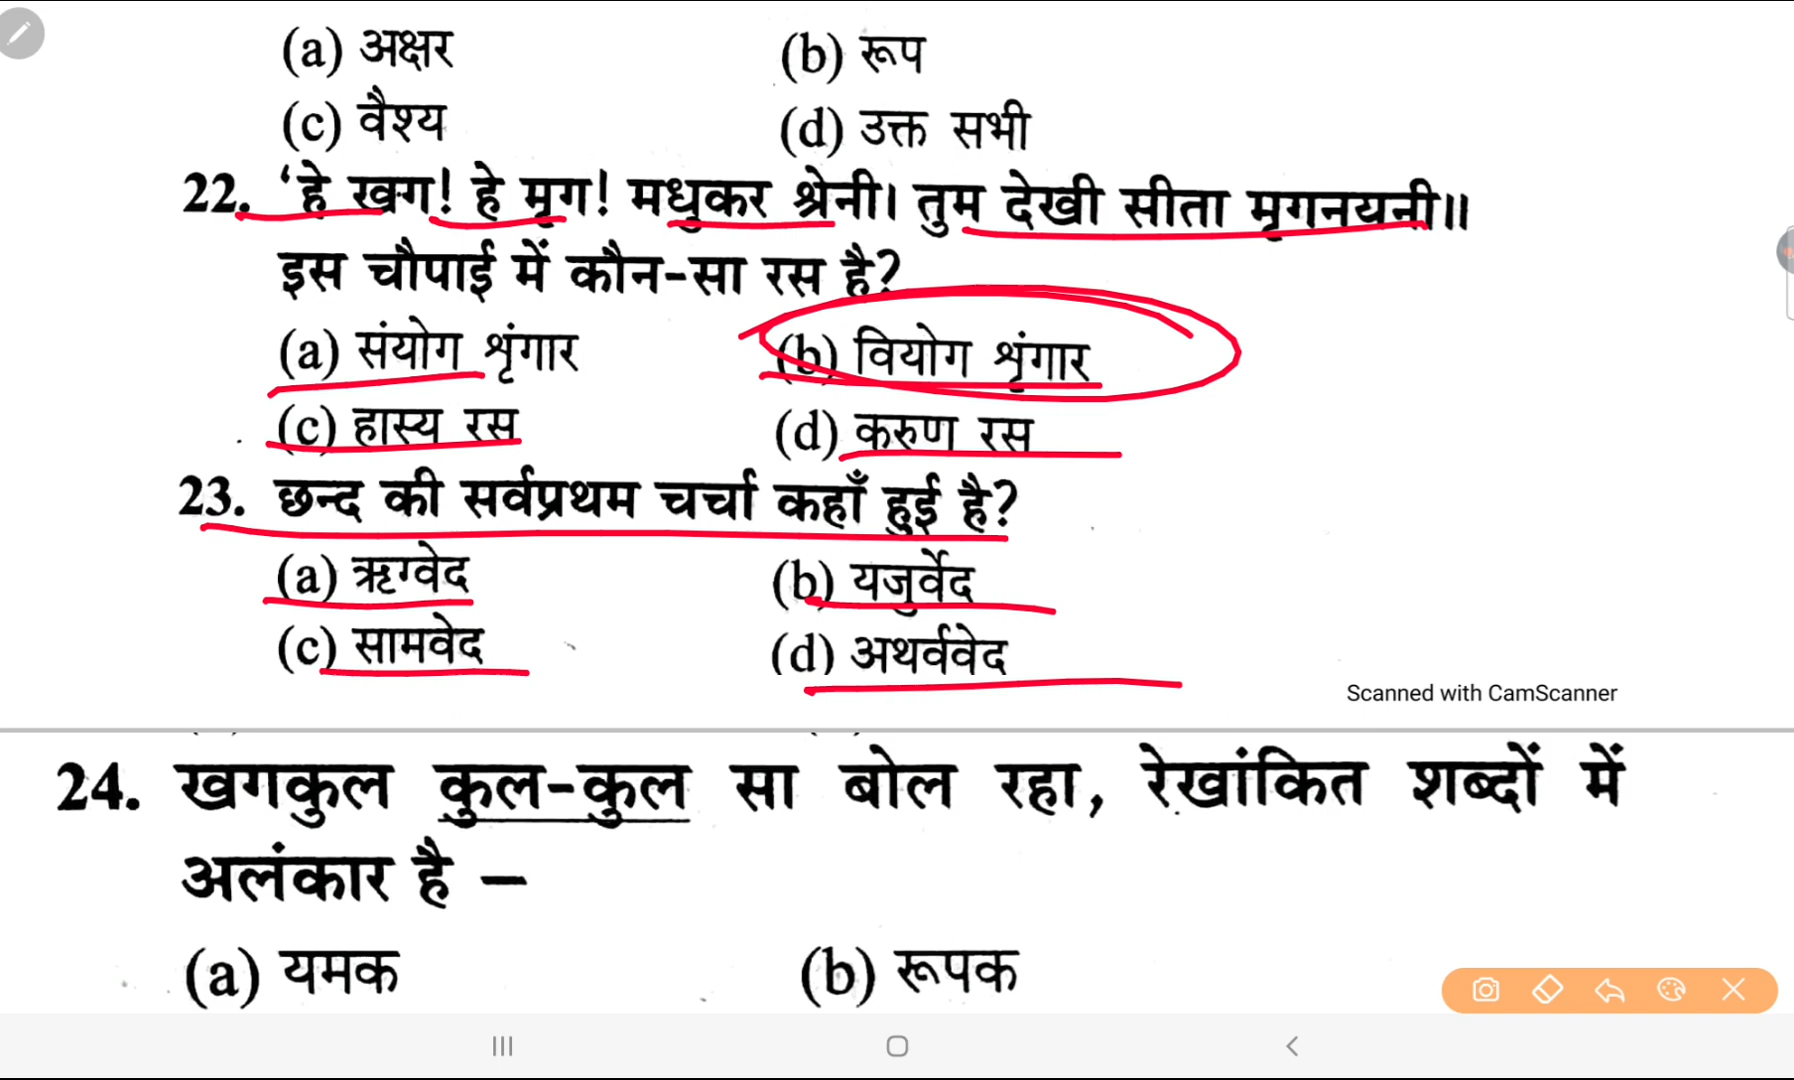 (a) अक्षर (b) रूप
(c) वैश्य (d) उक्त सभी
22. ‘हे खग! हे मृग! मधुकर श्रेनी। तुम देखी सीता मृगनयनी॥
इस चौपाई में कौन-सा रस है?
(a) संयोग शृंगार (b) वियोग शृंगार
(c) हास्य रस (d) करुण रस
23. छन्द की सर्वप्रथम चर्चा कहाँ हुई है?
(a) ऋग्वेद (b) यजुर्वेद
(c) सामवेद (d) अथर्ववेद
Scanned with CamScanner
24. खगकुल कुल-कुल सा बोल रहा, रेखांकित शब्दों में
अलंकार है –
(a) यमक (b) रूपक